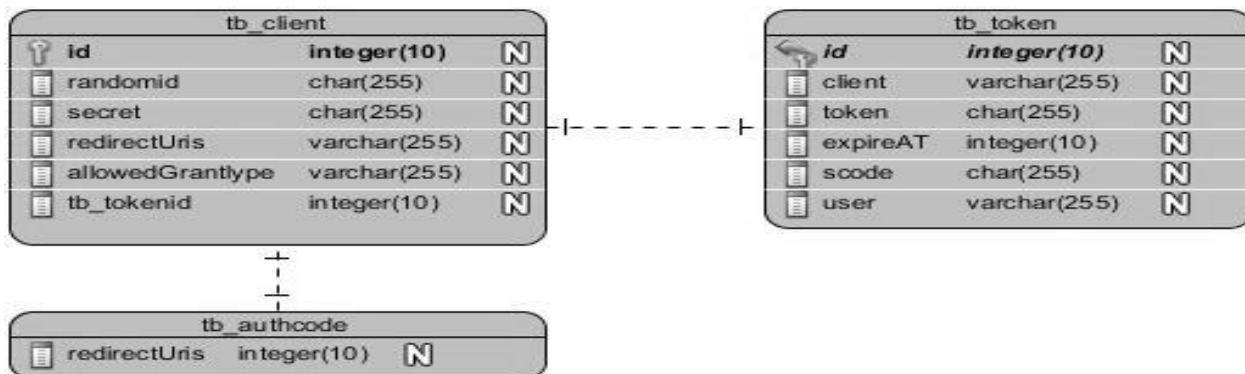 tb_client
id integer(10) N
randomid char(255) N
secret char(255) N
redirectUris varchar(255) N
allowedGrantlype varchar(255) N
tb_tokenid integer(10) N
tb_token
id integer(10) N
client varchar(255) N
token char(255) N
expireAT integer(10) N
scode char(255) N
user varchar(255) N
tb_authcode
redirectUris integer(10) N